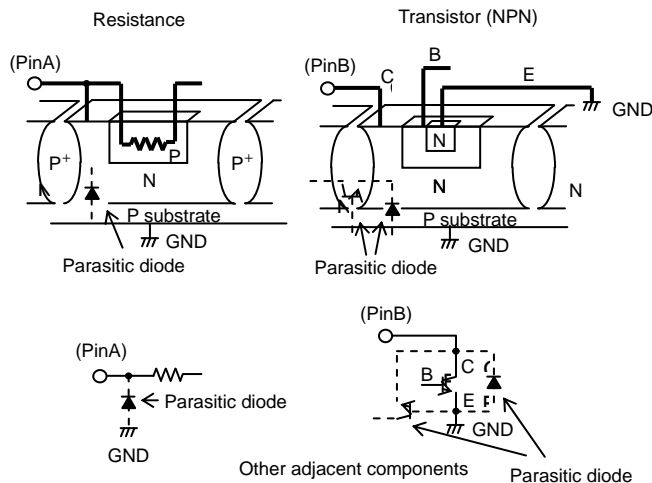 Resistance
Transistor (NPN)
(PinA)
(PinB)
B
C
E
GND
P+
P
P+
N
N
N
N
P substrate
P substrate
GND
GND
Parasitic diode
Parasitic diode
(PinB)
(PinA)
Parasitic diode
B
C
E
GND
GND
Other adjacent components
Parasitic diode